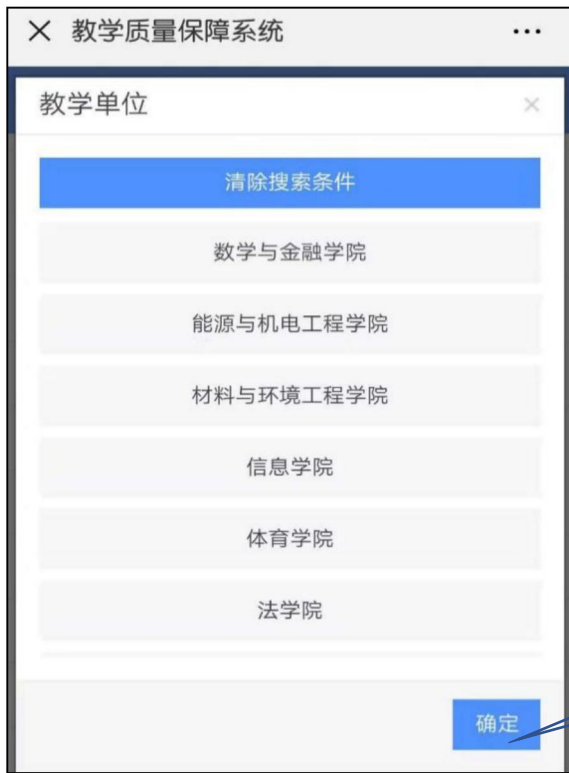 教学质量保障系统
教学单位
清除搜索条件
数学与金融学院
能源与机电工程学院
材料与环境工程学院
信息学院
体育学院
法学院
确定